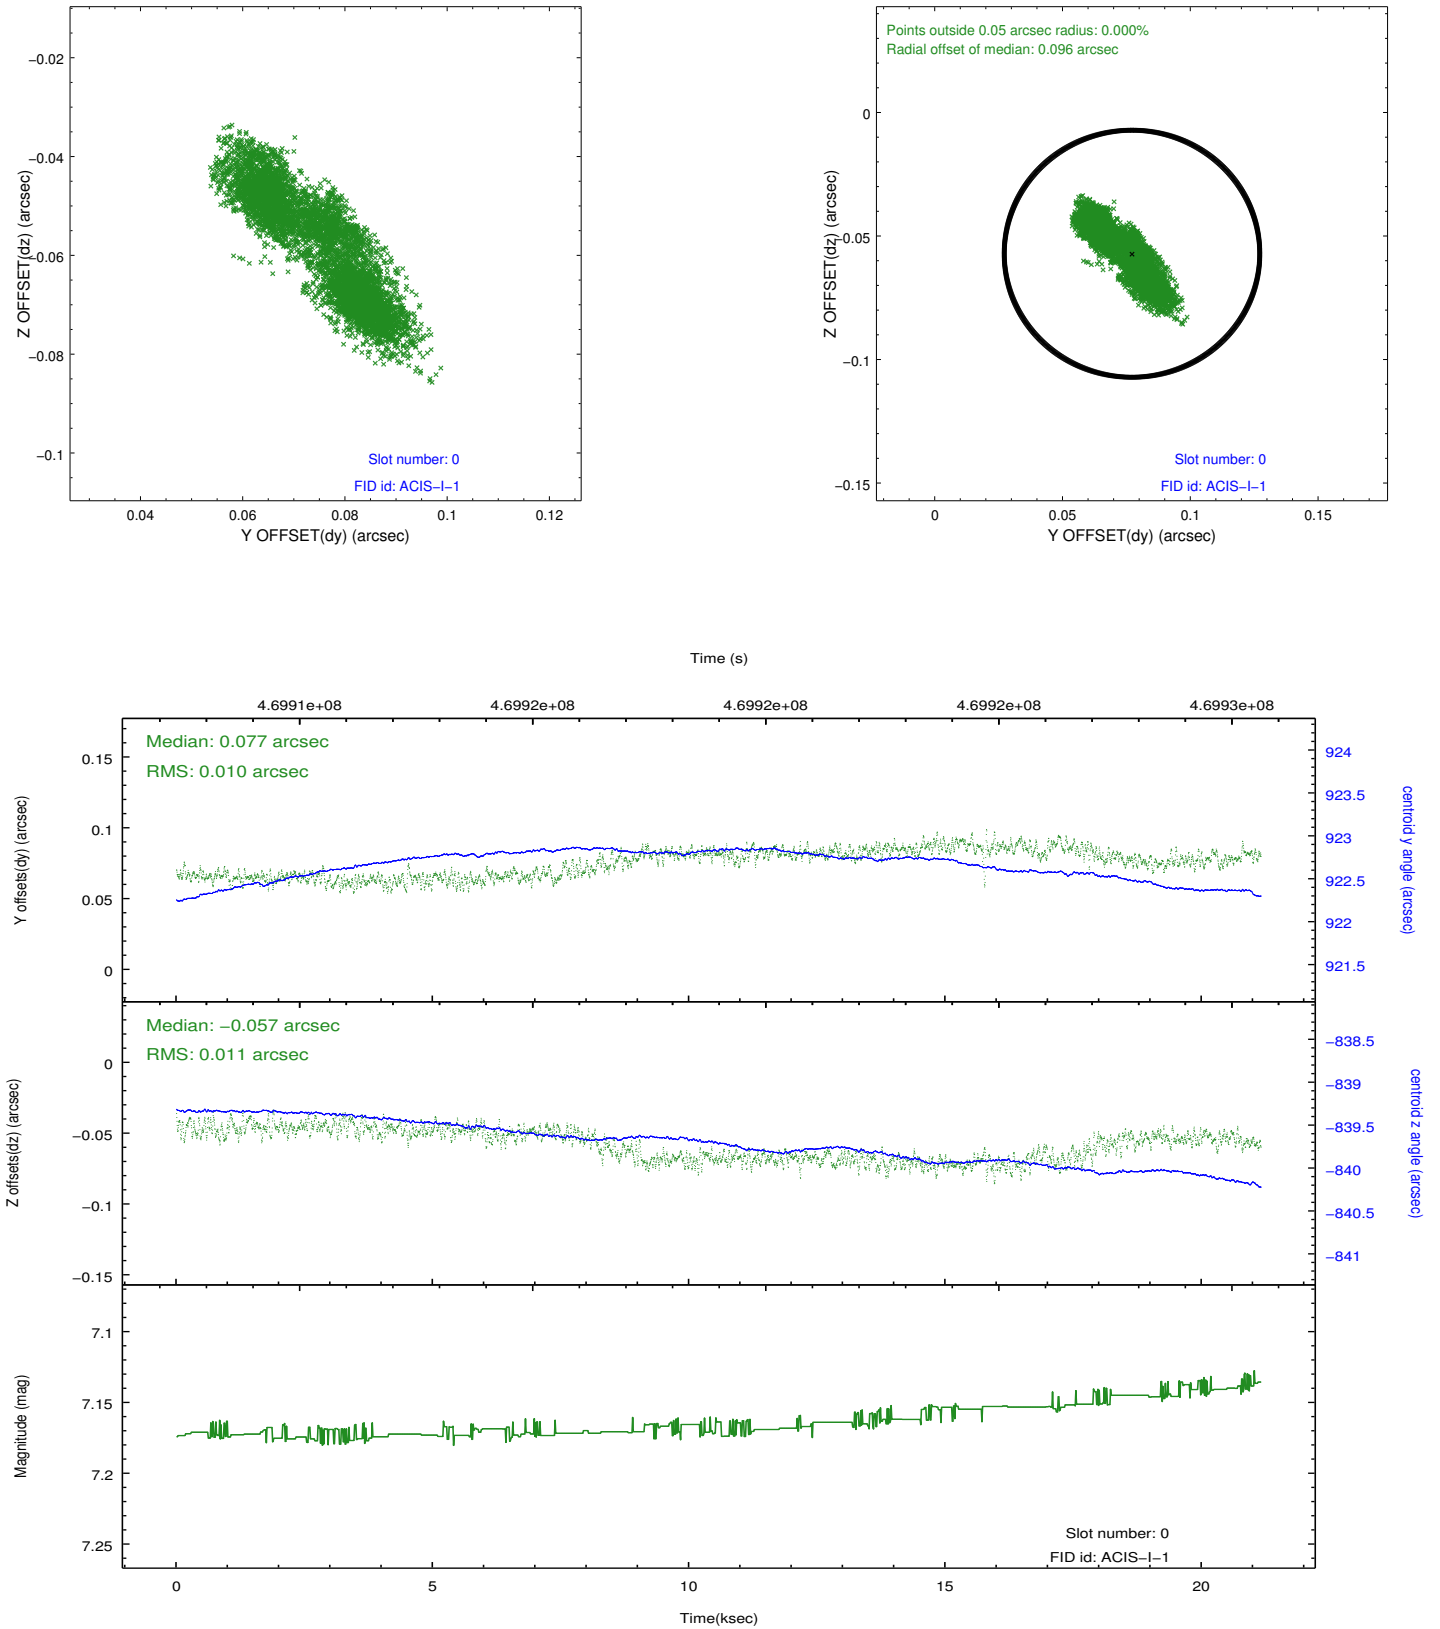 −0.02
−0.04
−0.06
−0.08
−0.1
Z OFFSET(dz) (arcsec)
Slot number: 0
FID id: ACIS−I−1
0.04
0.06
0.08
0.1
0.12
Y OFFSET(dy) (arcsec)
Points outside 0.05 arcsec radius: 0.000%
Radial offset of median: 0.096 arcsec
0
−0.05
−0.1
−0.15
Z OFFSET(dz) (arcsec)
Slot number: 0
FID id: ACIS−I−1
0
0.05
0.1
0.15
Y OFFSET(dy) (arcsec)
Time (s)
4.6991e+08
4.6992e+08
4.6992e+08
4.6992e+08
4.6993e+08
Median: 0.077 arcsec
RMS: 0.010 arcsec
0.15
0.1
0.05
0
Y offsets(dy) (arcsec)
924
923.5
923
922.5
922
921.5
centroid y angle (arcsec)
Median: −0.057 arcsec
RMS: 0.011 arcsec
0
−0.05
−0.1
−0.15
Z offsets(dz) (arcsec)
−838.5
−839
−839.5
−840
−840.5
−841
centroid z angle (arcsec)
7.1
7.15
7.2
7.25
Magnitude (mag)
Slot number: 0
FID id: ACIS−I−1
0
5
10
15
20
Time(ksec)